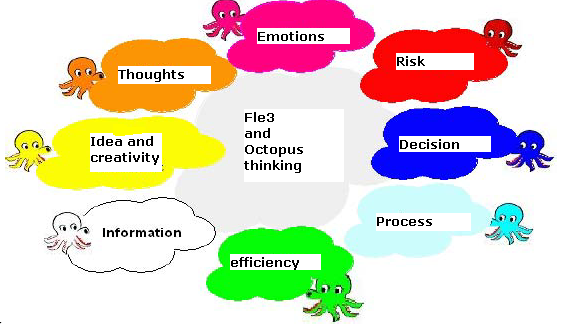 Emotions
Risk
Thoughts
Fle3
and
Octopus
thinking
Idea and
creativity
Decision
Process
Information
efficiency